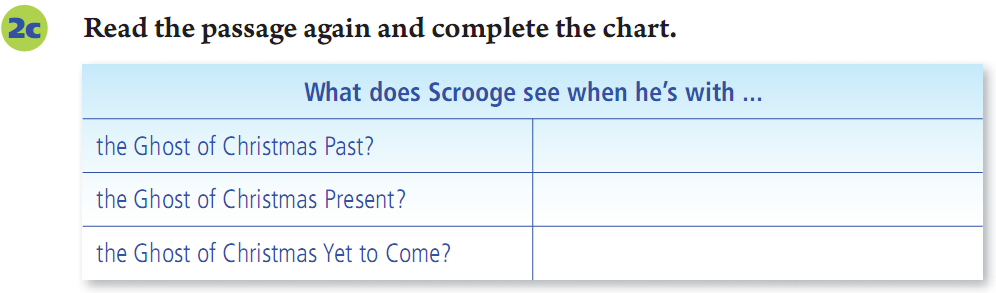 2c Read the passage again and complete the chart.
What does Scrooge see when he's with ...
the Ghost of Christmas Past?
the Ghost of Christmas Present?
the Ghost of Christmas Yet to Come?